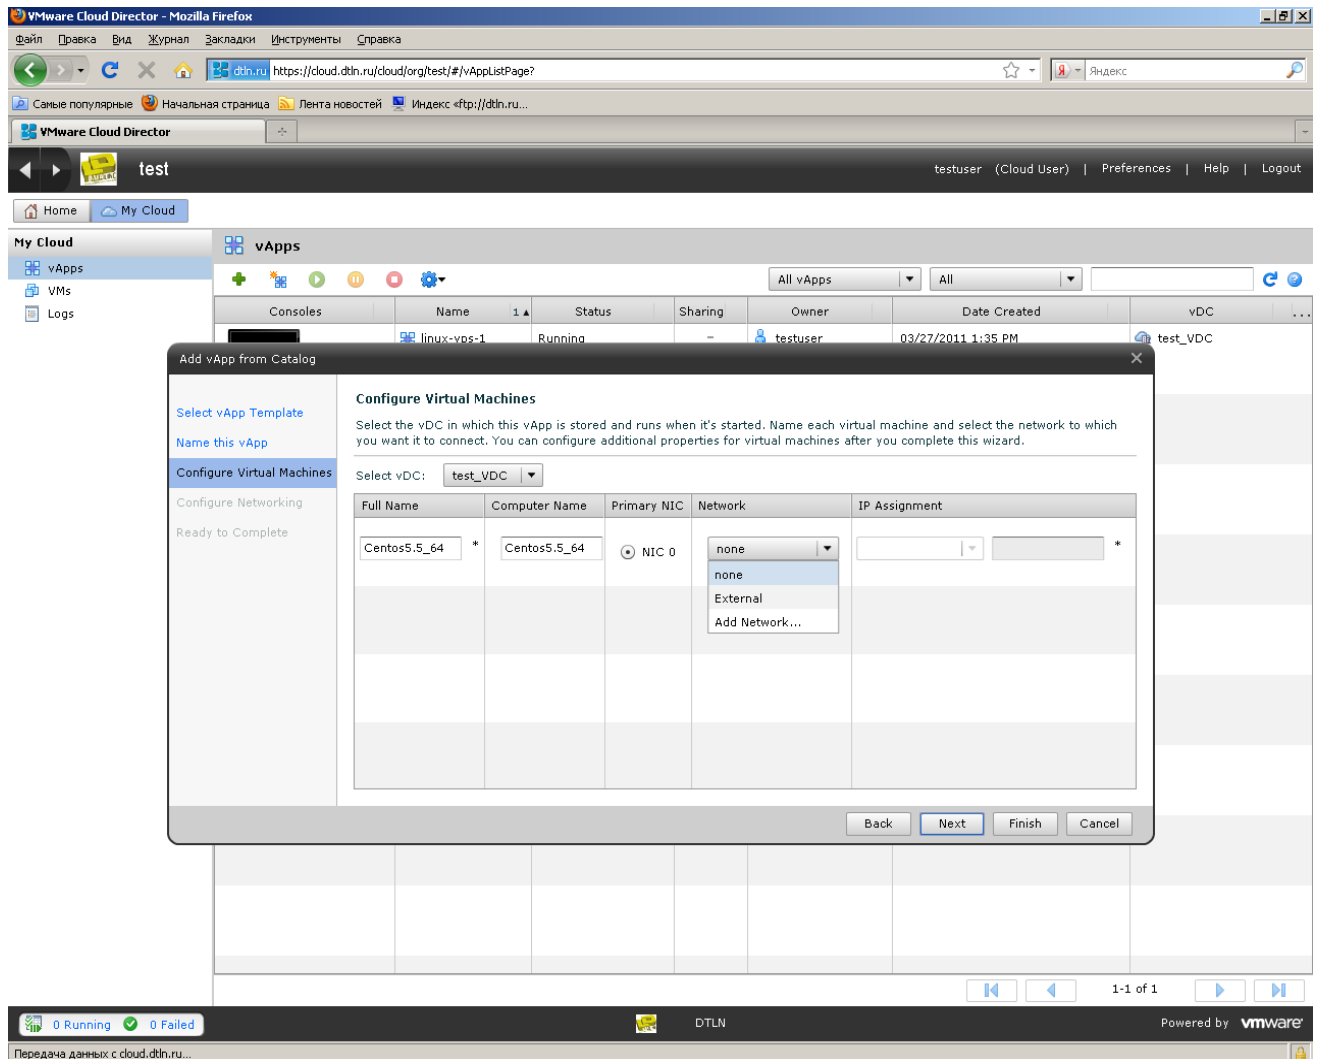 VMware Cloud Director - Mozilla Firefox
Файл Правка Вид Журнал Закладки Инструменты Справка
dtln.ru https://cloud.dtln.ru/cloud/org/test/#/vAppListPage?
Яндекс
Самые популярные Начальная страница Лента новостей Индекс «ftp://dtln.ru...
VMware Cloud Director
test
testuser (Cloud User) | Preferences | Help | Logout
Home My Cloud
My Cloud
vApps
VMs
Logs
vApps
All vApps All
Consoles Name 1 Status Sharing Owner Date Created vDC ...
linux-vps-1 Running – testuser 03/27/2011 1:35 PM test_VDC
Add vApp from Catalog
Select vApp Template
Name this vApp
Configure Virtual Machines
Configure Networking
Ready to Complete
Configure Virtual Machines
Select the vDC in which this vApp is stored and runs when it's started. Name each virtual machine and select the network to which
you want it to connect. You can configure additional properties for virtual machines after you complete this wizard.
Select vDC: test_VDC
Full Name Computer Name Primary NIC Network IP Assignment
Centos5.5_64 * Centos5.5_64 NIC 0 none *
none
External
Add Network...
Back Next Finish Cancel
1-1 of 1
0 Running 0 Failed
DTLN
Powered by vmware
Передача данных с cloud.dtln.ru...